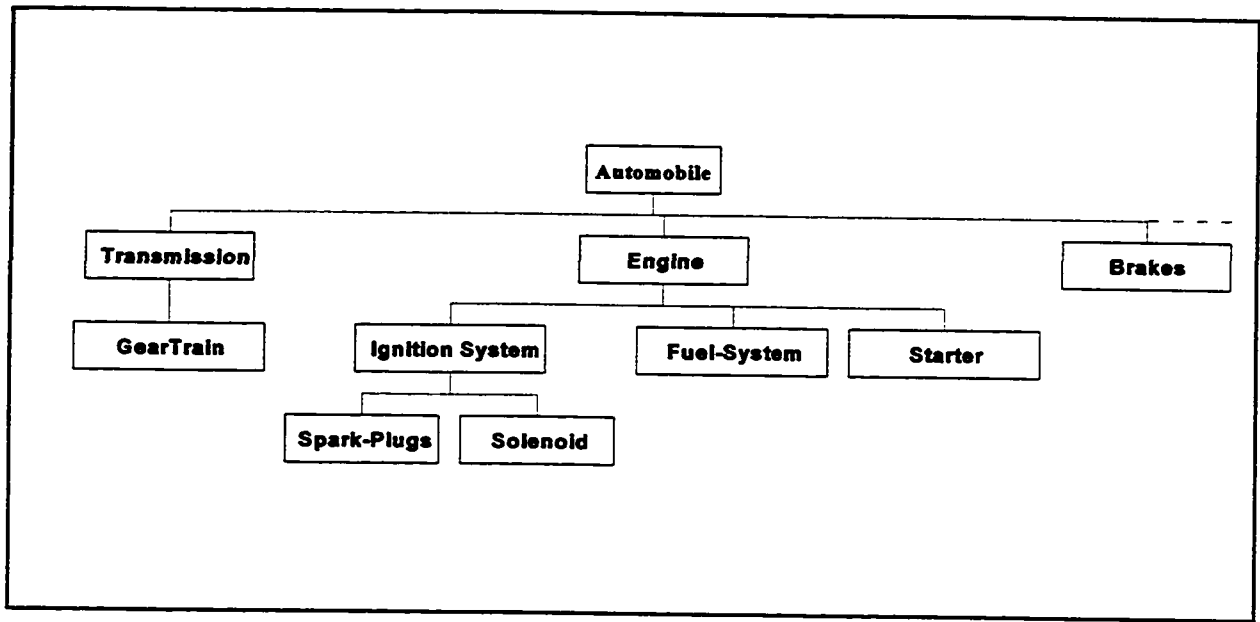 Automobile
Transmission
Engine
Brakes
GearTrain
Ignition System
Fuel-System
Starter
Spark-Plugs
Solenoid